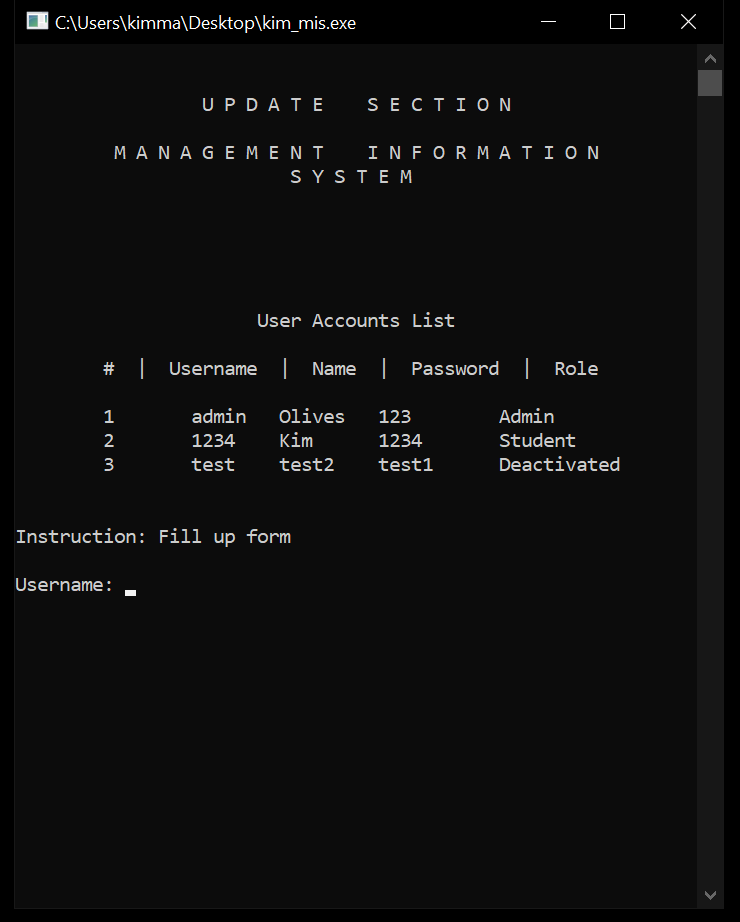 C:\Users\kimma\Desktop\kim_mis.exe
U P D A T E   S E C T I O N
M A N A G E M E N T   I N F O R M A T I O N
S Y S T E M
User Accounts List
# | Username | Name | Password | Role
1 admin Olives 123 Admin
2 1234 Kim 1234 Student
3 test test2 test1 Deactivated
Instruction: Fill up form
Username: